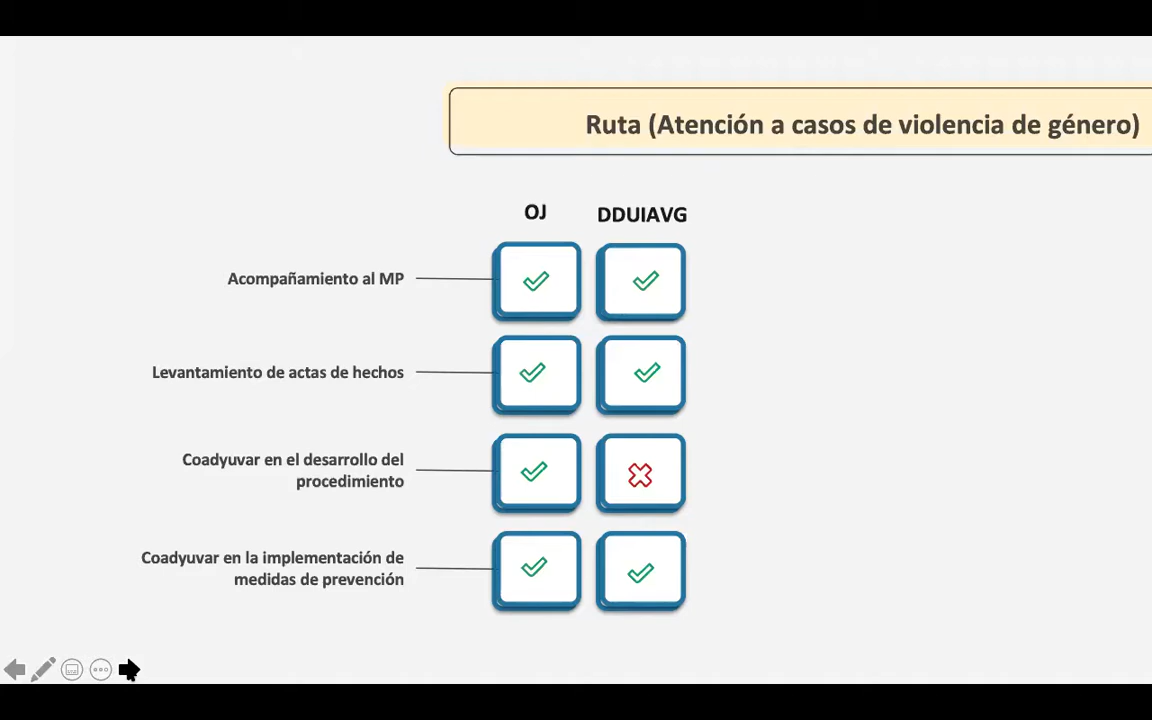 Ruta (Atención a casos de violencia de género)
OJ
DDUIAVG
Acompañamiento al MP
Levantamiento de actas de hechos
Coadyuvar en el desarrollo del
procedimiento
Coadyuvar en la implementación de
medidas de prevención